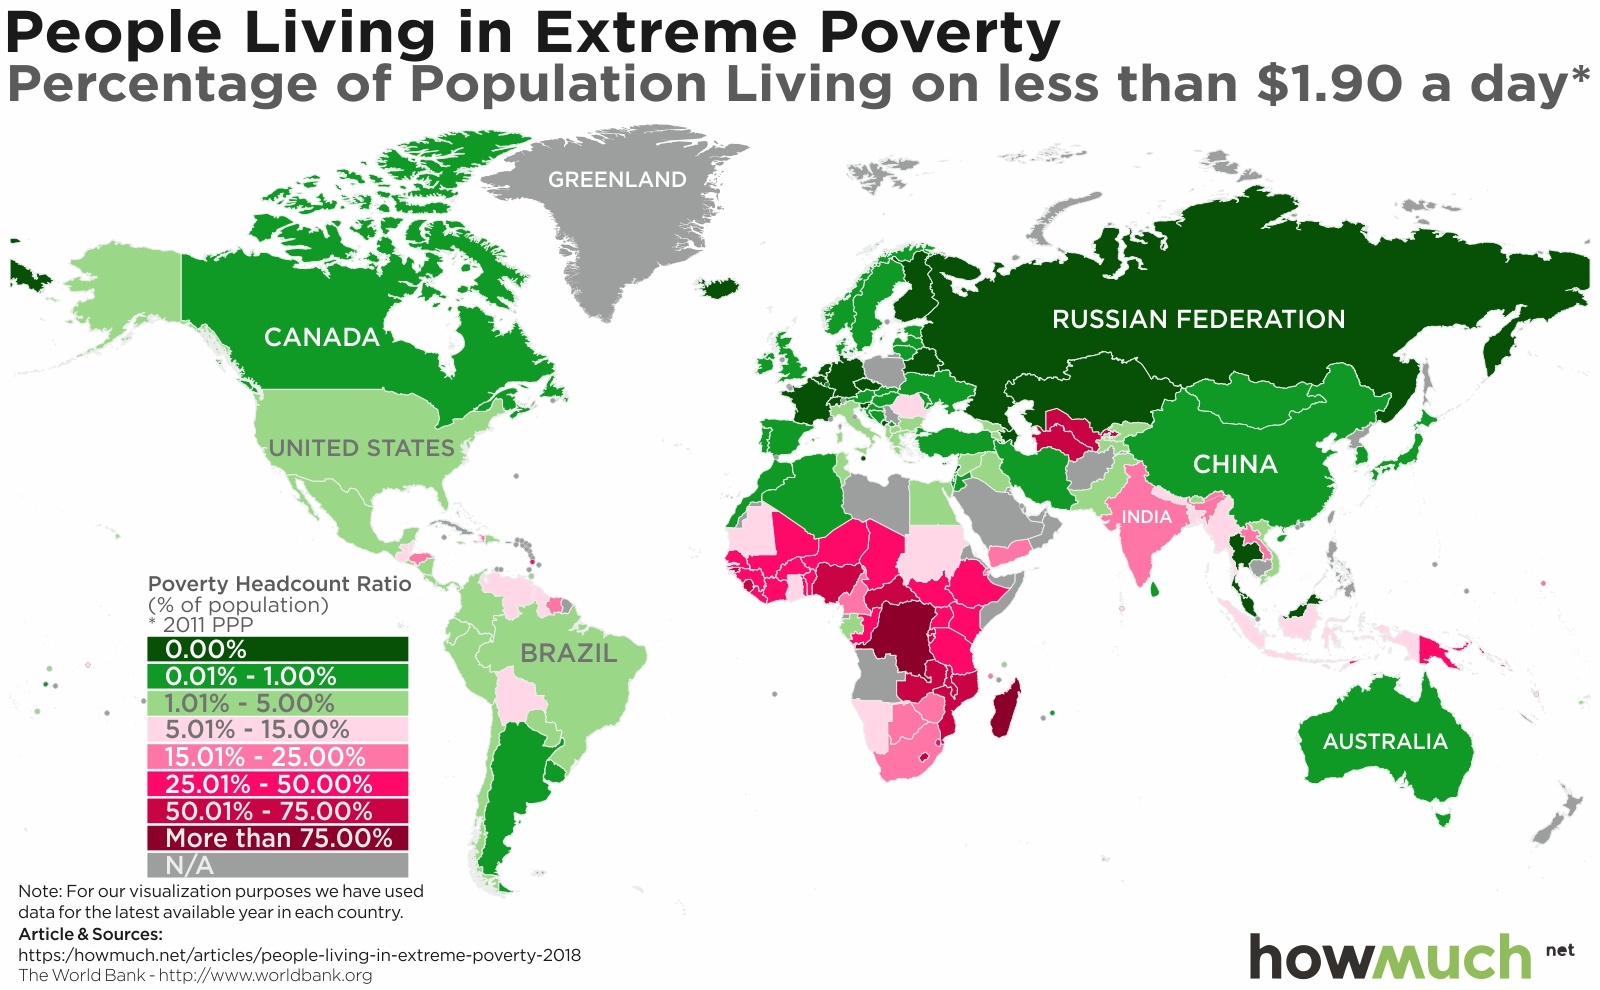 People Living in Extreme Poverty
Percentage of Population Living on less than $1.90 a day*
GREENLAND
CANADA
RUSSIAN FEDERATION
UNITED STATES
CHINA
INDIA
BRAZIL
AUSTRALIA
Poverty Headcount Ratio
(% of population)
* 2011 PPP
0.00%
0.01% - 1.00%
1.01% - 5.00%
5.01% - 15.00%
15.01% - 25.00%
25.01% - 50.00%
50.01% - 75.00%
More than 75.00%
N/A
Note: For our visualization purposes we have used
data for the latest available year in each country.
Article & Sources:
https:/howmuch.net/articles/people-living-in-extreme-poverty-2018
The World Bank - http://www.worldbank.org
howmuch net